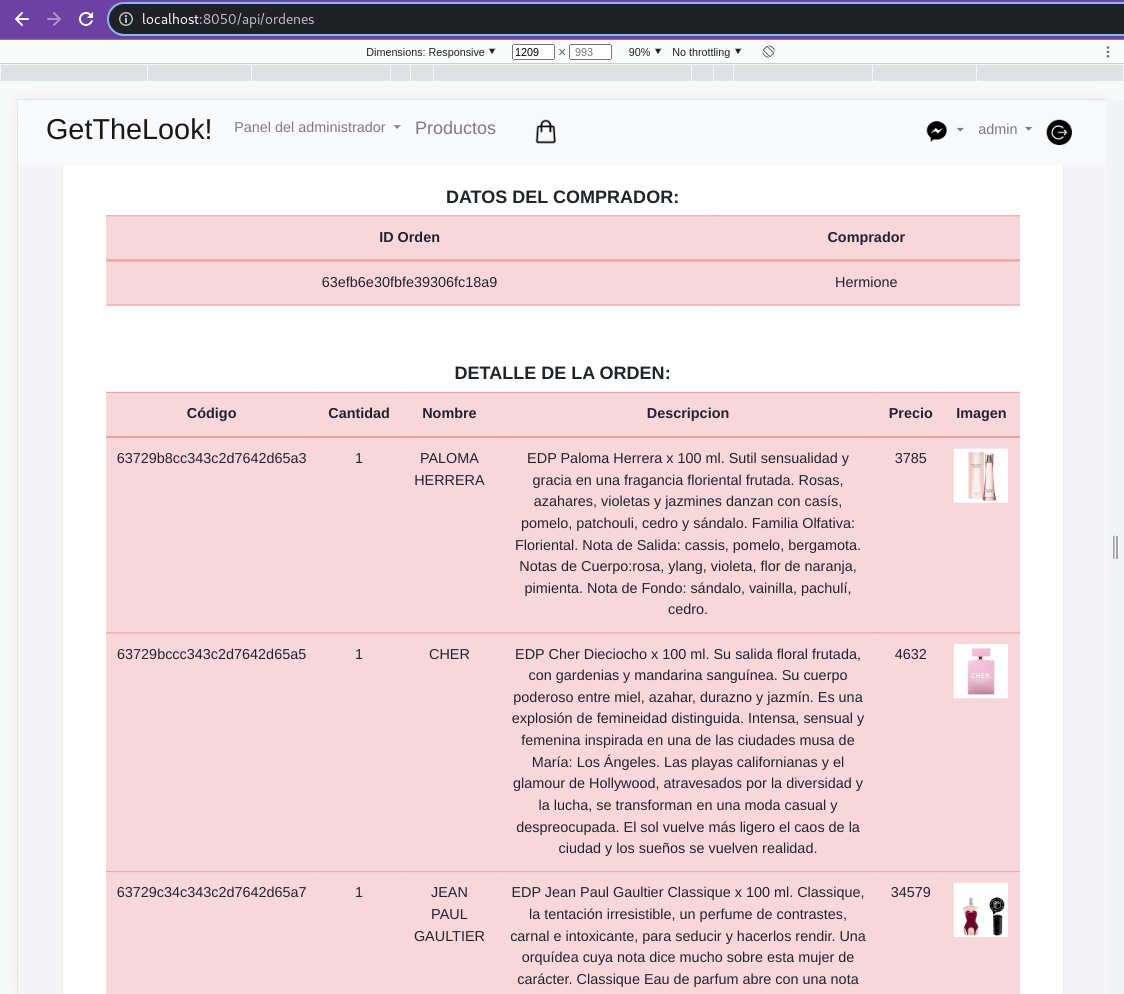 localhost:8050/api/ordenes
Dimensions: Responsive ▼ 1209 × 993 90% ▼ No throttling ▼
GetTheLook! Panel del administrador Productos admin
DATOS DEL COMPRADOR:
ID Orden Comprador
63efb6e30fbfe39306fc18a9 Hermione
DETALLE DE LA ORDEN:
Código Cantidad Nombre Descripcion Precio Imagen
63729b8cc343c2d7642d65a3 1 PALOMA EDP Paloma Herrera x 100 ml. Sutil sensualidad y 3785
HERRERA gracia en una fragancia floriental frutada. Rosas,
azahares, violetas y jazmines danzan con casís,
pomelo, patchouli, cedro y sándalo. Familia Olfativa:
Floriental. Nota de Salida: cassis, pomelo, bergamota.
Notas de Cuerpo:rosa, ylang, violeta, flor de naranja,
pimienta. Nota de Fondo: sándalo, vainilla, pachulí,
cedro.
63729bccc343c2d7642d65a5 1 CHER EDP Cher Dieciocho x 100 ml. Su salida floral frutada, 4632
con gardenias y mandarina sanguínea. Su cuerpo
CHER
poderoso entre miel, azahar, durazno y jazmín. Es una
explosión de femineidad distinguida. Intensa, sensual y
femenina inspirada en una de las ciudades musa de
María: Los Ángeles. Las playas californianas y el
glamour de Hollywood, atravesados por la diversidad y
la lucha, se transforman en una moda casual y
despreocupada. El sol vuelve más ligero el caos de la
ciudad y los sueños se vuelven realidad.
63729c34c343c2d7642d65a7 1 JEAN EDP Jean Paul Gaultier Classique x 100 ml. Classique, 34579
PAUL la tentación irresistible, un perfume de contrastes,
GAULTIER carnal e intoxicante, para seducir y hacerlos rendir. Una
orquídea cuya nota dice mucho sobre esta mujer de
carácter. Classique Eau de parfum abre con una nota